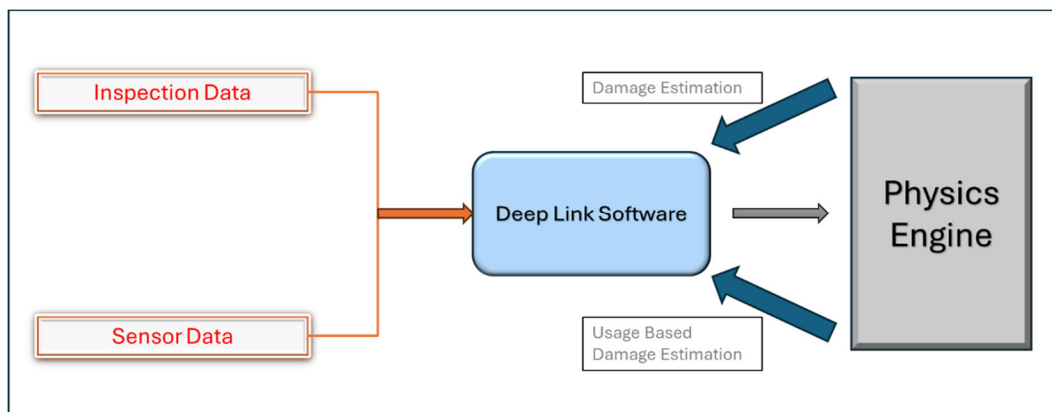 Inspection Data
Damage Estimation
Deep Link Software
Physics
Engine
Sensor Data
Usage Based
Damage Estimation